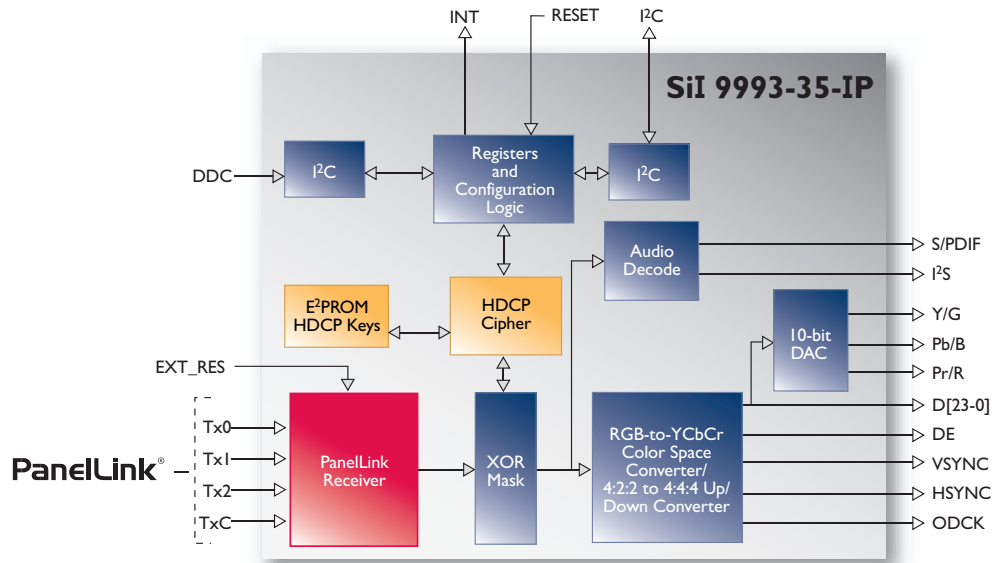 INT
RESET
I²C
SiI 9993-35-IP
DDC
I²C
Registers
and
Configuration
Logic
I²C
Audio
Decode
S/PDIF
I²S
E²PROM
HDCP Keys
HDCP
Cipher
10-bit
DAC
Y/G
Pb/B
Pr/R
EXT_RES
D[23-0]
PanelLink®
Tx0
Tx1
Tx2
TxC
PanelLink
Receiver
XOR
Mask
RGB-to-YCbCr
Color Space
Converter/
4:2:2 to 4:4:4 Up/
Down Converter
DE
VSYNC
HSYNC
ODCK